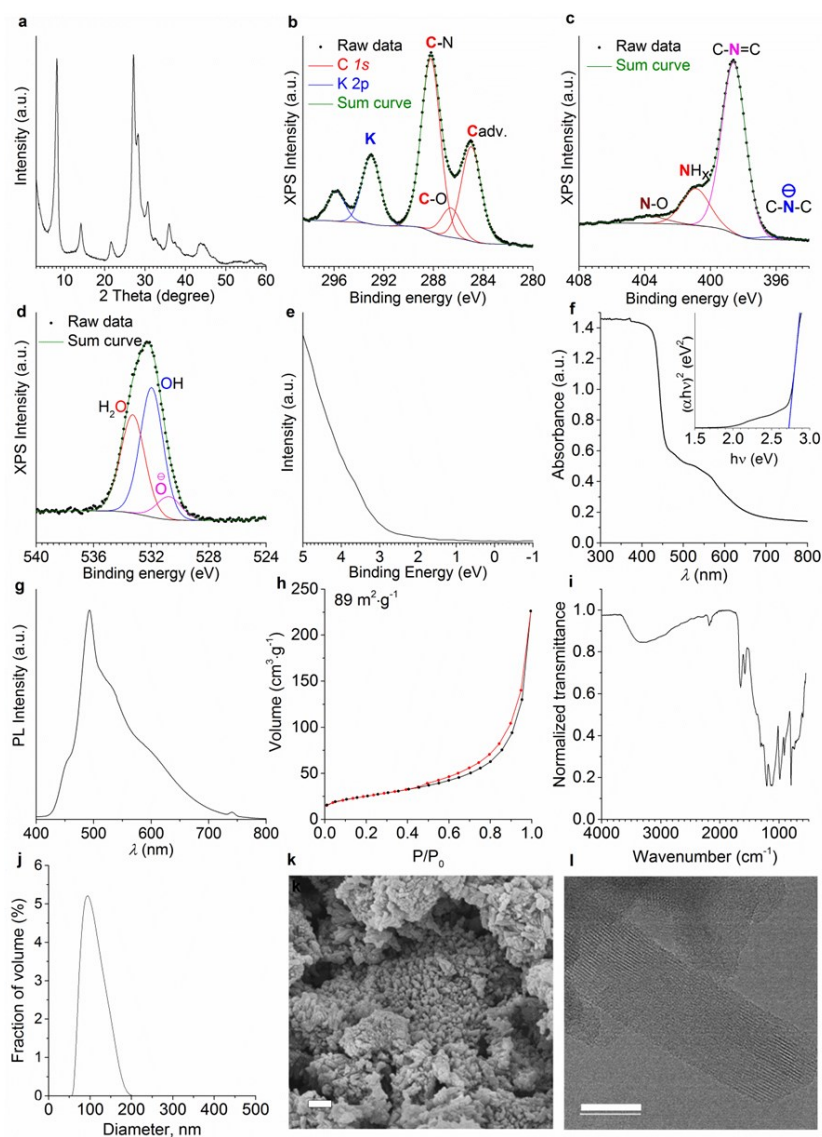 a
Intensity (a.u.)
10 20 30 40 50 60
2 Theta (degree)
b
Raw data
C 1s
K 2p
Sum curve
C-N
K
Cadv.
C-O
XPS Intensity (a.u.)
296 292 288 284 280
Binding energy (eV)
c
Raw data
Sum curve
C-N=C
NHx
N-O
⊖
C-N-C
XPS Intensity (a.u.)
408 404 400 396
Binding energy (eV)
d
Raw data
Sum curve
H2O
OH
⊖
O
XPS Intensity (a.u.)
540 536 532 528 524
Binding energy (eV)
e
Intensity (a.u.)
5 4 3 2 1 0 -1
Binding Energy (eV)
f
Absorbance (a.u.)
1.4
1.2
1.0
0.8
0.6
0.4
0.2
0.0
300 400 500 600 700 800
λ (nm)
(αhν)² (eV²)
1.5 2.0 2.5 3.0
hν (eV)
g
PL Intensity (a.u.)
400 500 600 700 800
λ (nm)
h
89 m²·g⁻¹
Volume (cm³·g⁻¹)
250
200
150
100
50
0
0.0 0.2 0.4 0.6 0.8 1.0
P/P0
i
Normalized transmittance
1.0
0.8
0.6
0.4
0.2
0.0
4000 3000 2000 1000
Wavenumber (cm⁻¹)
j
Fraction of volume (%)
6
5
4
3
2
1
0
0 100 200 300 400 500
Diameter, nm
k
k
l